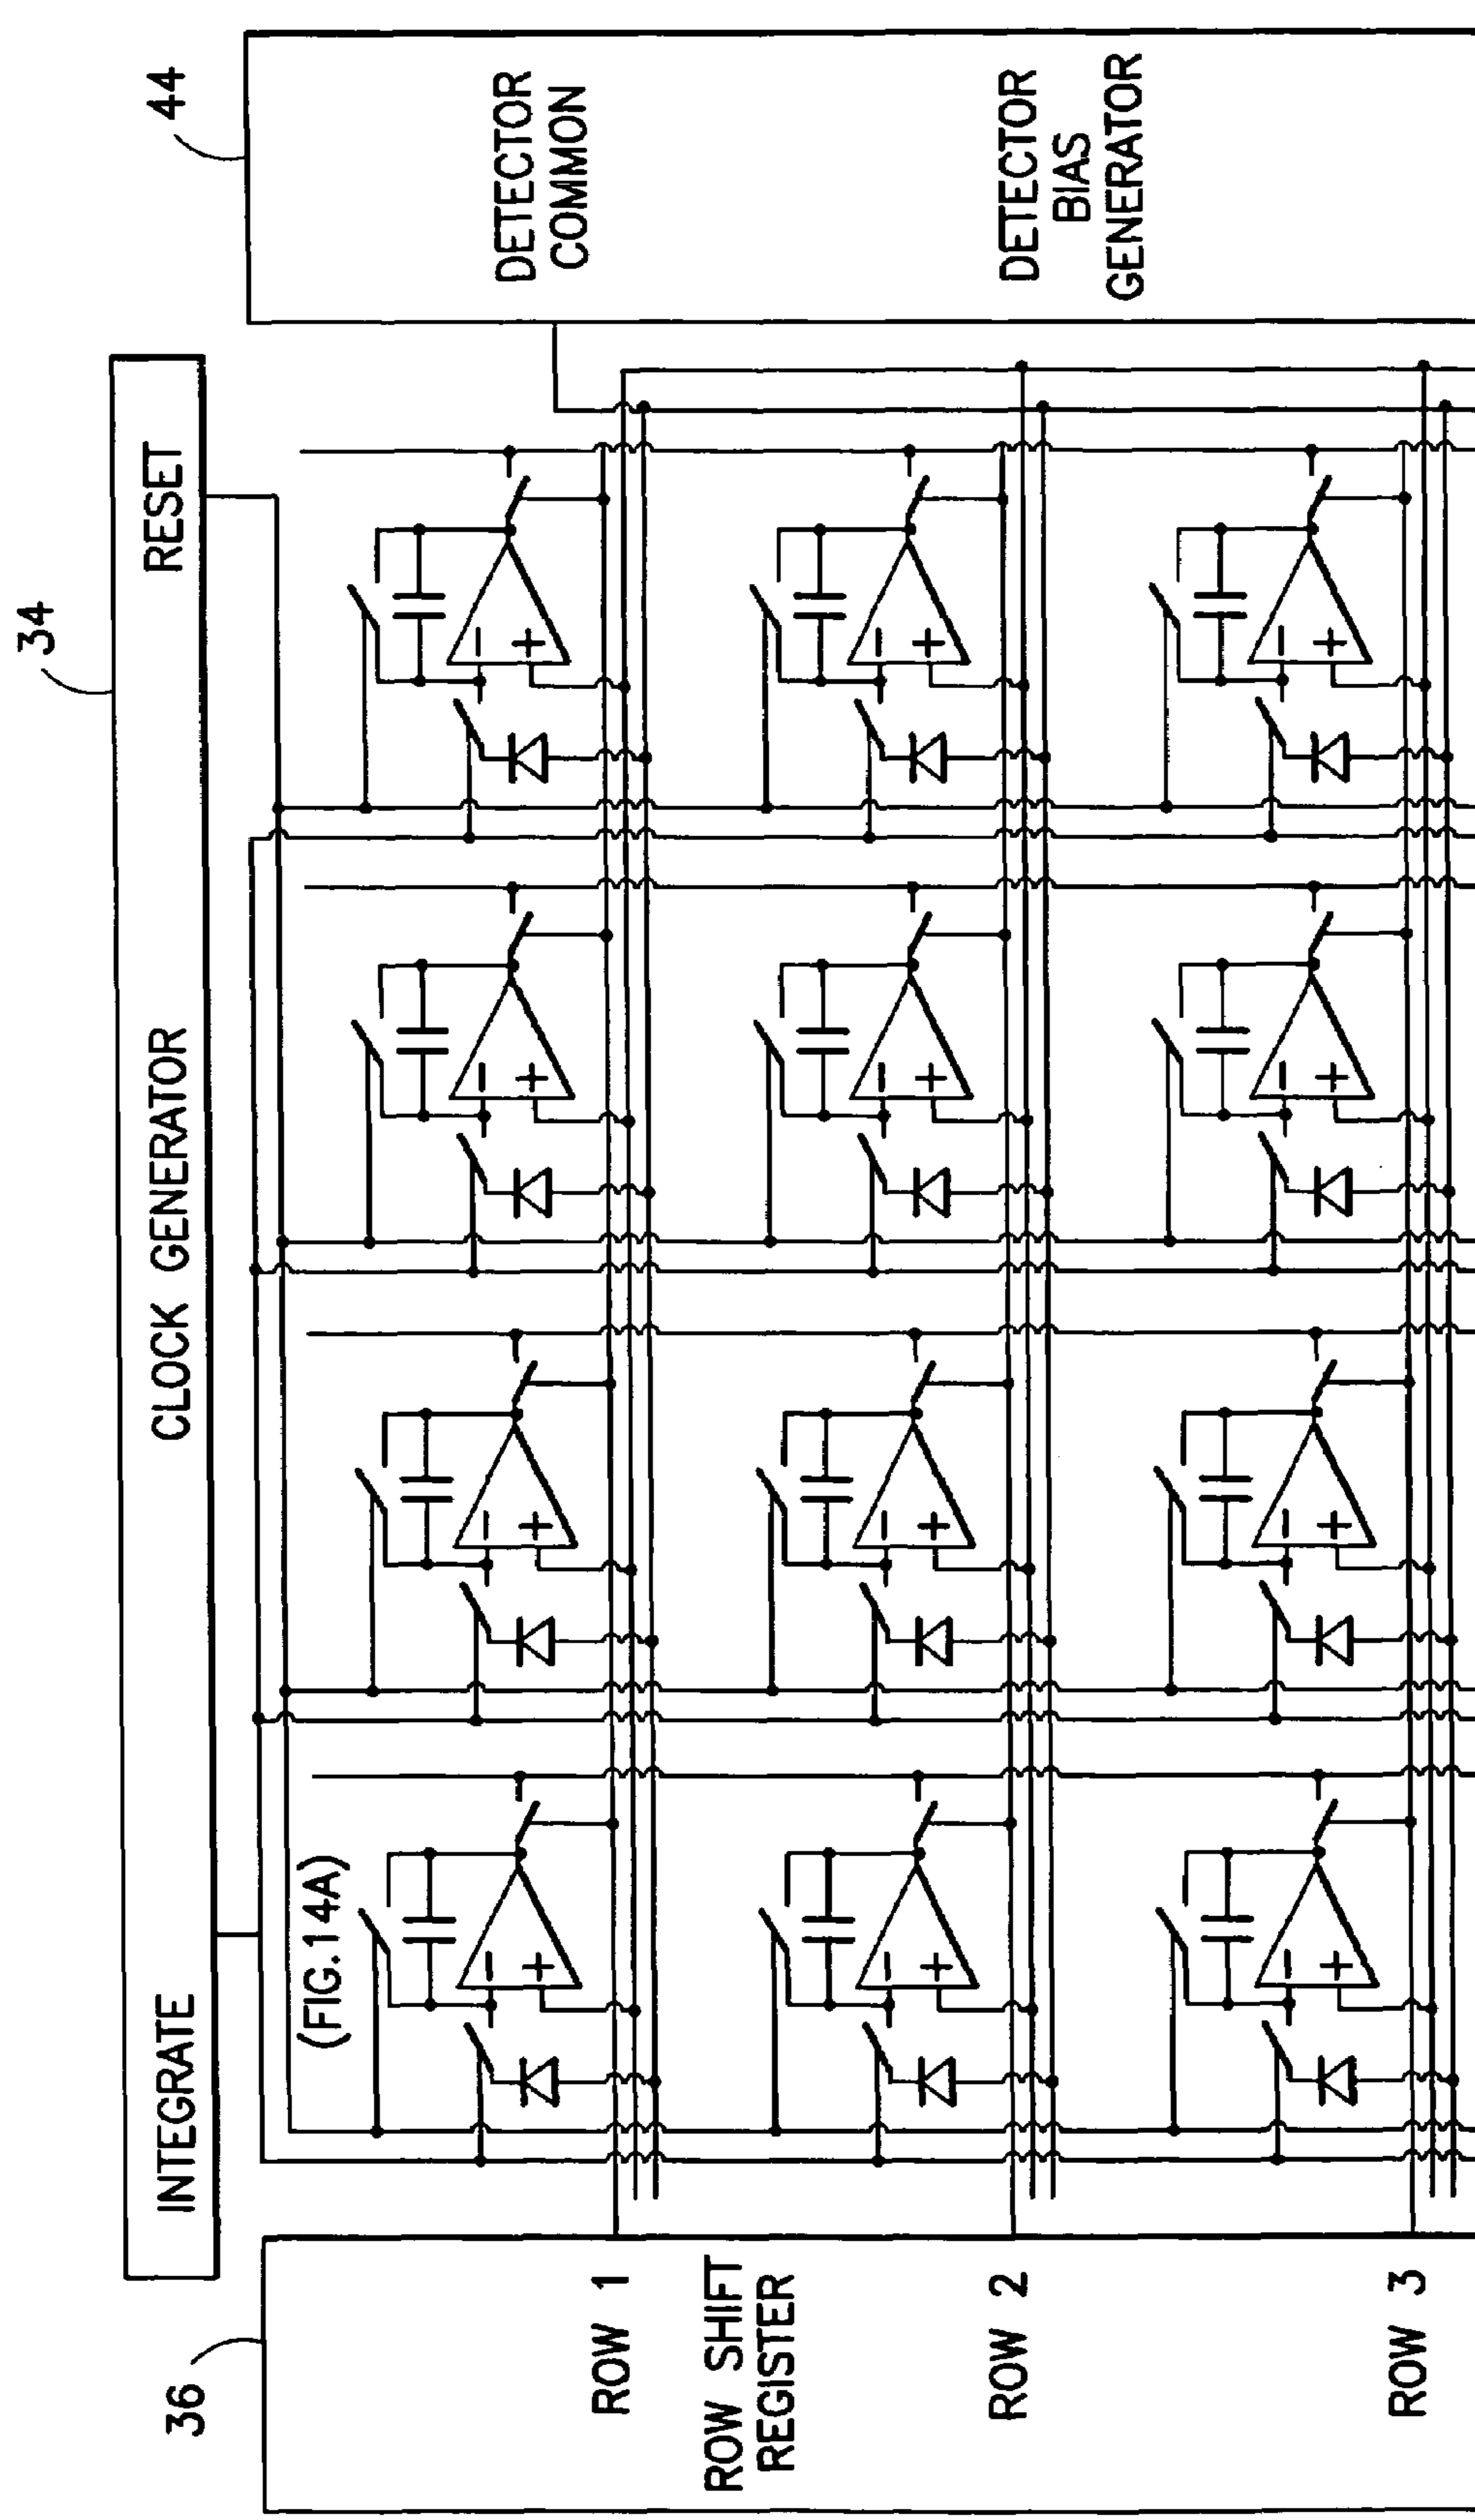 34
INTEGRATE CLOCK GENERATOR RESET
44
36
(FIG.14A)
DETECTOR
COMMON
ROW 1
ROW SHIFT
REGISTER
ROW 2
DETECTOR
BIAS
GENERATOR
ROW 3